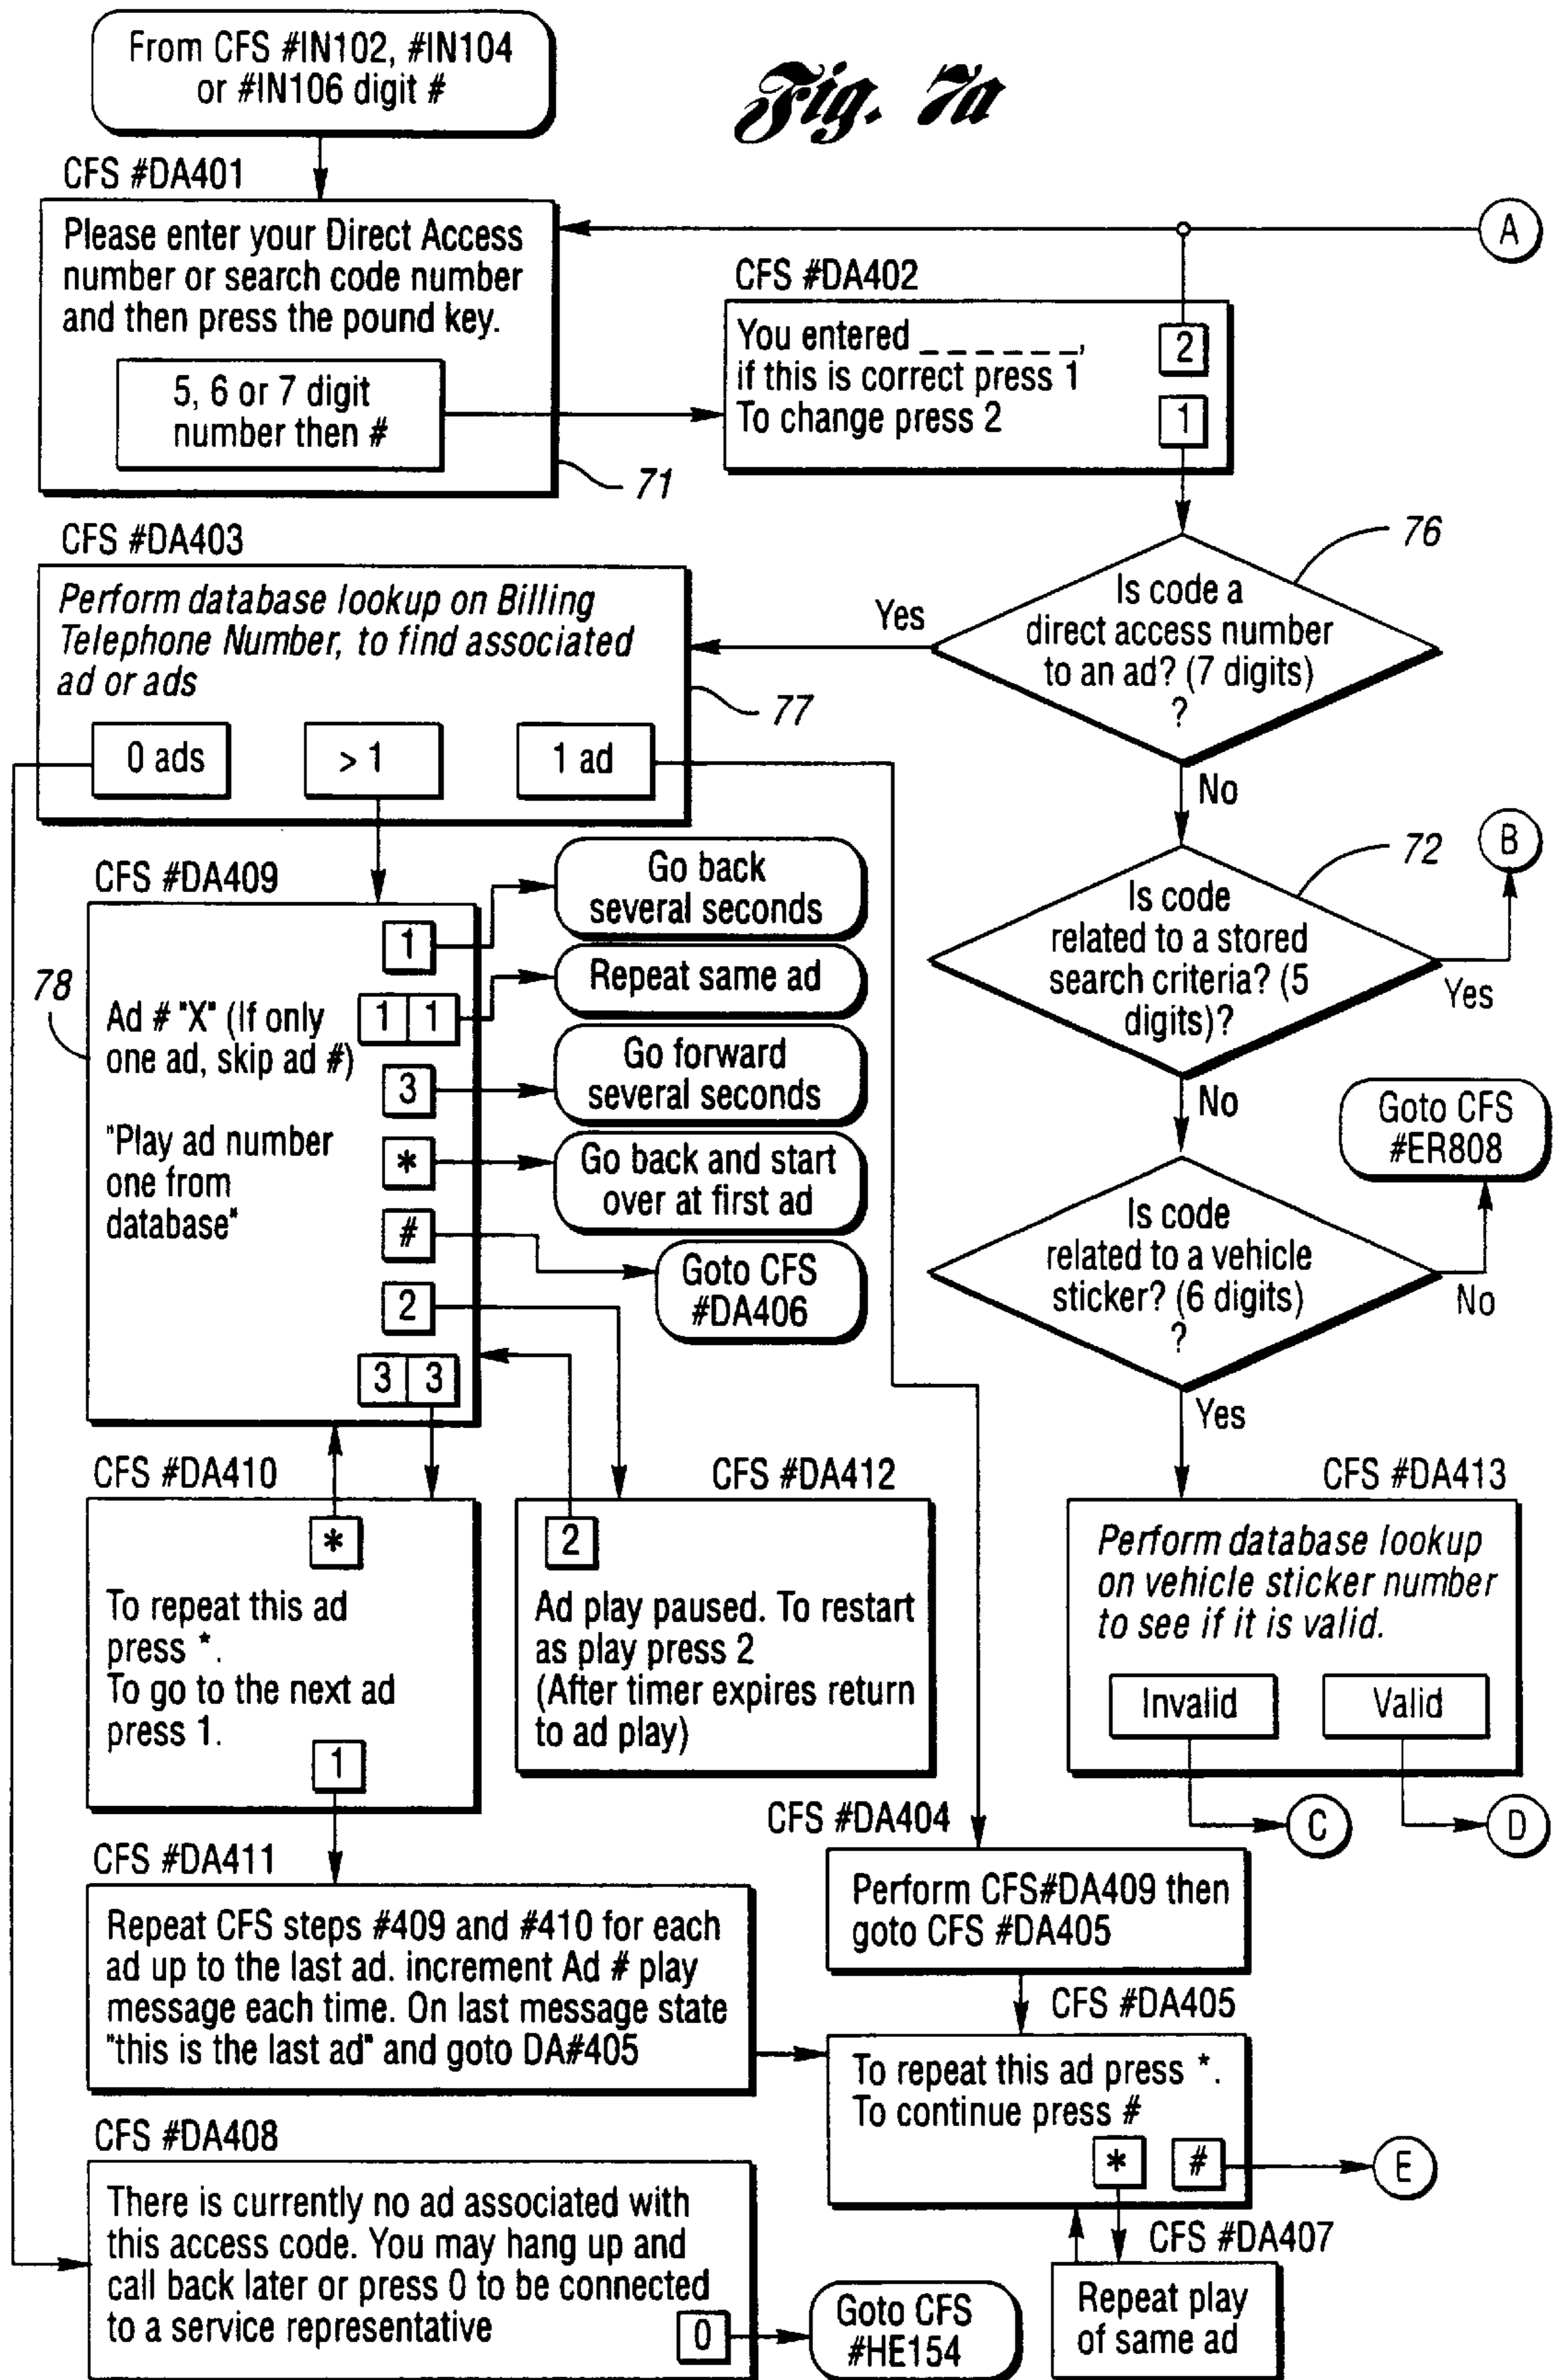 From CFS #IN102, #IN104
or #IN106 digit #
Fig. 7a
CFS #DA401
Please enter your Direct Access
number or search code number
and then press the pound key.
5, 6 or 7 digit
number then #
71
A
CFS #DA402
You entered _ _ _ _ _ _,
if this is correct press 1
To change press 2
2
1
CFS #DA403
Perform database lookup on Billing
Telephone Number, to find associated
ad or ads
0 ads
> 1
1 ad
77
Yes
76
Is code a
direct access number
to an ad? (7 digits)
?
No
72
B
Is code
related to a stored
search criteria? (5
digits)?
Yes
No
Goto CFS
#ER808
Is code
related to a vehicle
sticker? (6 digits)
?
No
Yes
CFS #DA409
78
Ad # "X" (If only
one ad, skip ad #)
"Play ad number
one from
database"
1
Go back
several seconds
1 1
Repeat same ad
3
Go forward
several seconds
*
Go back and start
over at first ad
#
Goto CFS
#DA406
2
3 3
CFS #DA410
*
To repeat this ad
press *.
To go to the next ad
press 1.
1
CFS #DA412
2
Ad play paused. To restart
as play press 2
(After timer expires return
to ad play)
CFS #DA413
Perform database lookup
on vehicle sticker number
to see if it is valid.
Invalid
Valid
C
D
CFS #DA404
Perform CFS#DA409 then
goto CFS #DA405
CFS #DA411
Repeat CFS steps #409 and #410 for each
ad up to the last ad. increment Ad # play
message each time. On last message state
"this is the last ad" and goto DA#405
CFS #DA405
To repeat this ad press *.
To continue press #
*
#
E
CFS #DA408
There is currently no ad associated with
this access code. You may hang up and
call back later or press 0 to be connected
to a service representative
0
Goto CFS
#HE154
CFS #DA407
Repeat play
of same ad